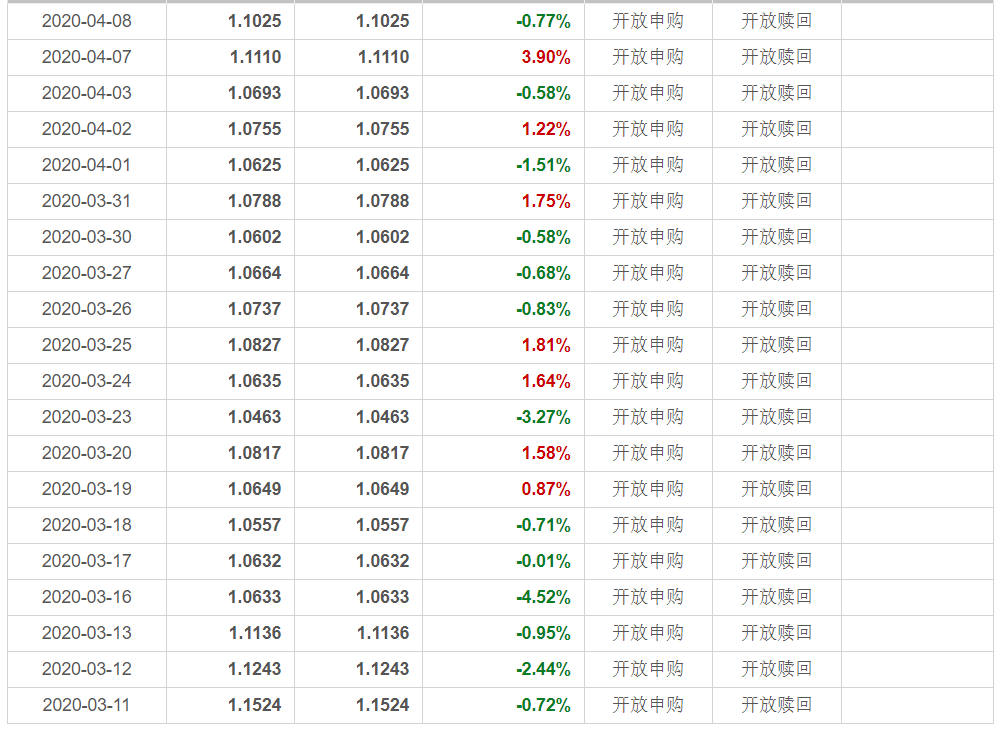 2020-04-08 1.1025 1.1025 -0.77% 开放申购 开放赎回
2020-04-07 1.1110 1.1110 3.90% 开放申购 开放赎回
2020-04-03 1.0693 1.0693 -0.58% 开放申购 开放赎回
2020-04-02 1.0755 1.0755 1.22% 开放申购 开放赎回
2020-04-01 1.0625 1.0625 -1.51% 开放申购 开放赎回
2020-03-31 1.0788 1.0788 1.75% 开放申购 开放赎回
2020-03-30 1.0602 1.0602 -0.58% 开放申购 开放赎回
2020-03-27 1.0664 1.0664 -0.68% 开放申购 开放赎回
2020-03-26 1.0737 1.0737 -0.83% 开放申购 开放赎回
2020-03-25 1.0827 1.0827 1.81% 开放申购 开放赎回
2020-03-24 1.0635 1.0635 1.64% 开放申购 开放赎回
2020-03-23 1.0463 1.0463 -3.27% 开放申购 开放赎回
2020-03-20 1.0817 1.0817 1.58% 开放申购 开放赎回
2020-03-19 1.0649 1.0649 0.87% 开放申购 开放赎回
2020-03-18 1.0557 1.0557 -0.71% 开放申购 开放赎回
2020-03-17 1.0632 1.0632 -0.01% 开放申购 开放赎回
2020-03-16 1.0633 1.0633 -4.52% 开放申购 开放赎回
2020-03-13 1.1136 1.1136 -0.95% 开放申购 开放赎回
2020-03-12 1.1243 1.1243 -2.44% 开放申购 开放赎回
2020-03-11 1.1524 1.1524 -0.72% 开放申购 开放赎回